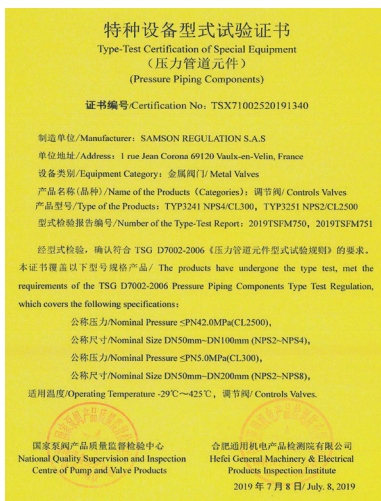 特种设备型式试验证书
Type-Test Certification of Special Equipment
（压力管道元件）
(Pressure Piping Components)
证书编号/Certification No：TSX71002520191340
制造单位/Manufacturer：SAMSON REGULATION S.A.S
单位地址/Address：1 rue Jean Corona 69120 Vaulx-en-Velin, France
设备类别/Equipment Category：金属阀门/ Metal Valves
产品名称(品种)/Name of the Products（Categories）：调节阀/ Controls Valves
产品型号/Type of the Products：TYP3241 NPS4/CL300，TYP3251 NPS2/CL2500
型式检验报告编号/Number of the Type-Test Report：2019TSFM750、2019TSFM751
经型式检验，确认符合 TSG D7002-2006《压力管道元件型式试验规则》的要求。
本证书覆盖以下型号规格产品/ The products have undergone the type test, met the
requirements of the TSG D7002-2006 Pressure Piping Components Type Test Regulation,
which covers the following specifications：
公称压力/Nominal Pressure ≤PN42.0MPa(CL2500),
公称尺寸/Nominal Size DN50mm~DN100mm (NPS2~NPS4),
公称压力/Nominal Pressure ≤PN5.0MPa(CL300),
公称尺寸/Nominal Size DN50mm~DN200mm (NPS2~NPS8),
适用温度/Operating Temperature -29℃～425℃，调节阀/ Controls Valves.
国家泵阀产品质量监督检验中心
National Quality Supervision and Inspection
Centre of Pump and Valve Products
合肥通用机电产品检测院有限公司
Hefei General Machinery & Electrical
Products Inspection Institute
2019 年 7 月 8 日/ July. 8, 2019